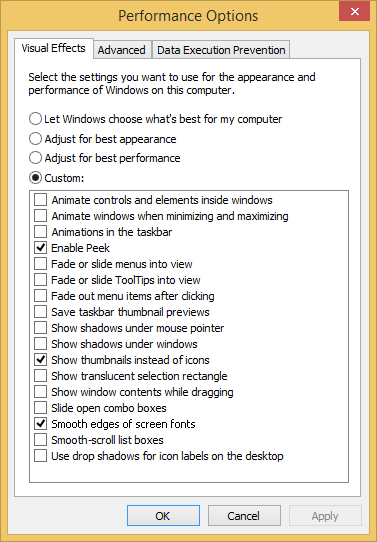 Performance Options
Visual Effects
Advanced
Data Execution Prevention
Select the settings you want to use for the appearance and
performance of Windows on this computer.
Let Windows choose what's best for my computer
Adjust for best appearance
Adjust for best performance
Custom:
Animate controls and elements inside windows
Animate windows when minimizing and maximizing
Animations in the taskbar
Enable Peek
Fade or slide menus into view
Fade or slide ToolTips into view
Fade out menu items after clicking
Save taskbar thumbnail previews
Show shadows under mouse pointer
Show shadows under windows
Show thumbnails instead of icons
Show translucent selection rectangle
Show window contents while dragging
Slide open combo boxes
Smooth edges of screen fonts
Smooth-scroll list boxes
Use drop shadows for icon labels on the desktop
OK
Cancel
Apply